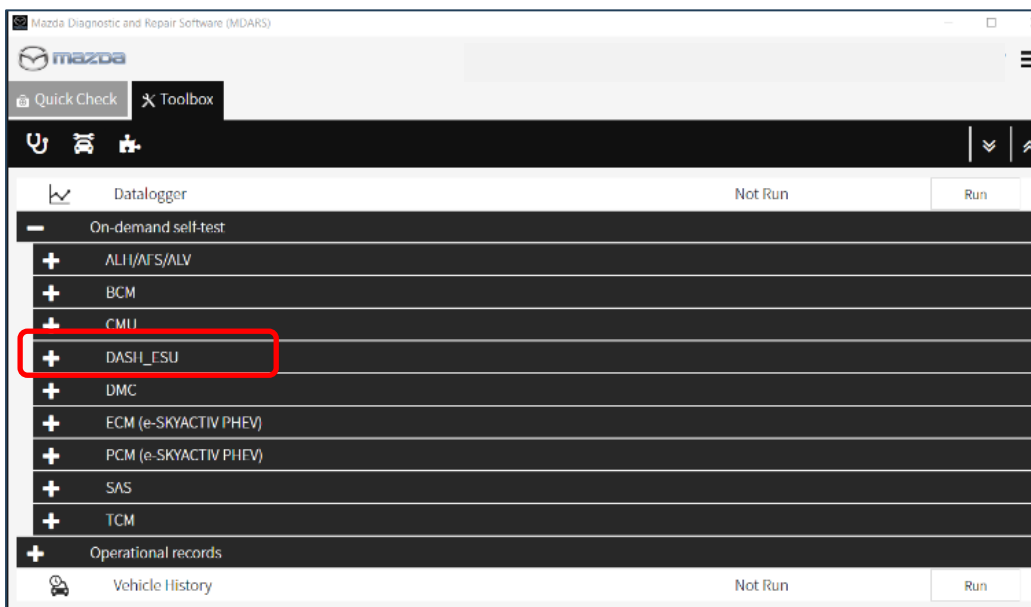 Mazda Diagnostic and Repair Software (MDARS)
mazda
Quick Check Toolbox
Datalogger Not Run Run
On-demand self-test
ALH/AFS/ALV
BCM
CMU
DASH_ESU
DMC
ECM (e-SKYACTIV PHEV)
PCM (e-SKYACTIV PHEV)
SAS
TCM
Operational records
Vehicle History Not Run Run